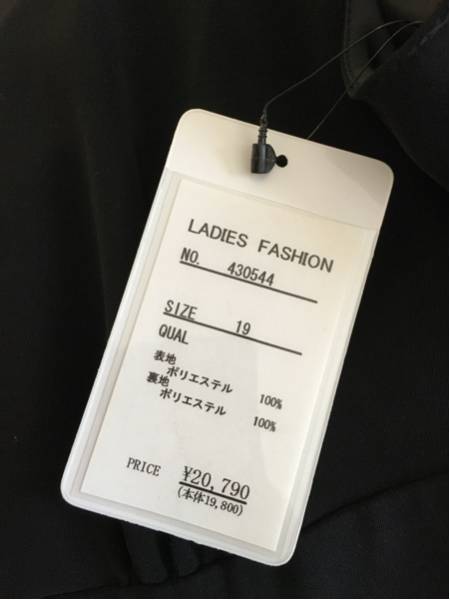 LADIES FASHION
NO. 430544
SIZE 19
QUAL
表地
ポリエステル 100%
裏地
ポリエステル 100%
PRICE ¥20,790
(本体19,800)